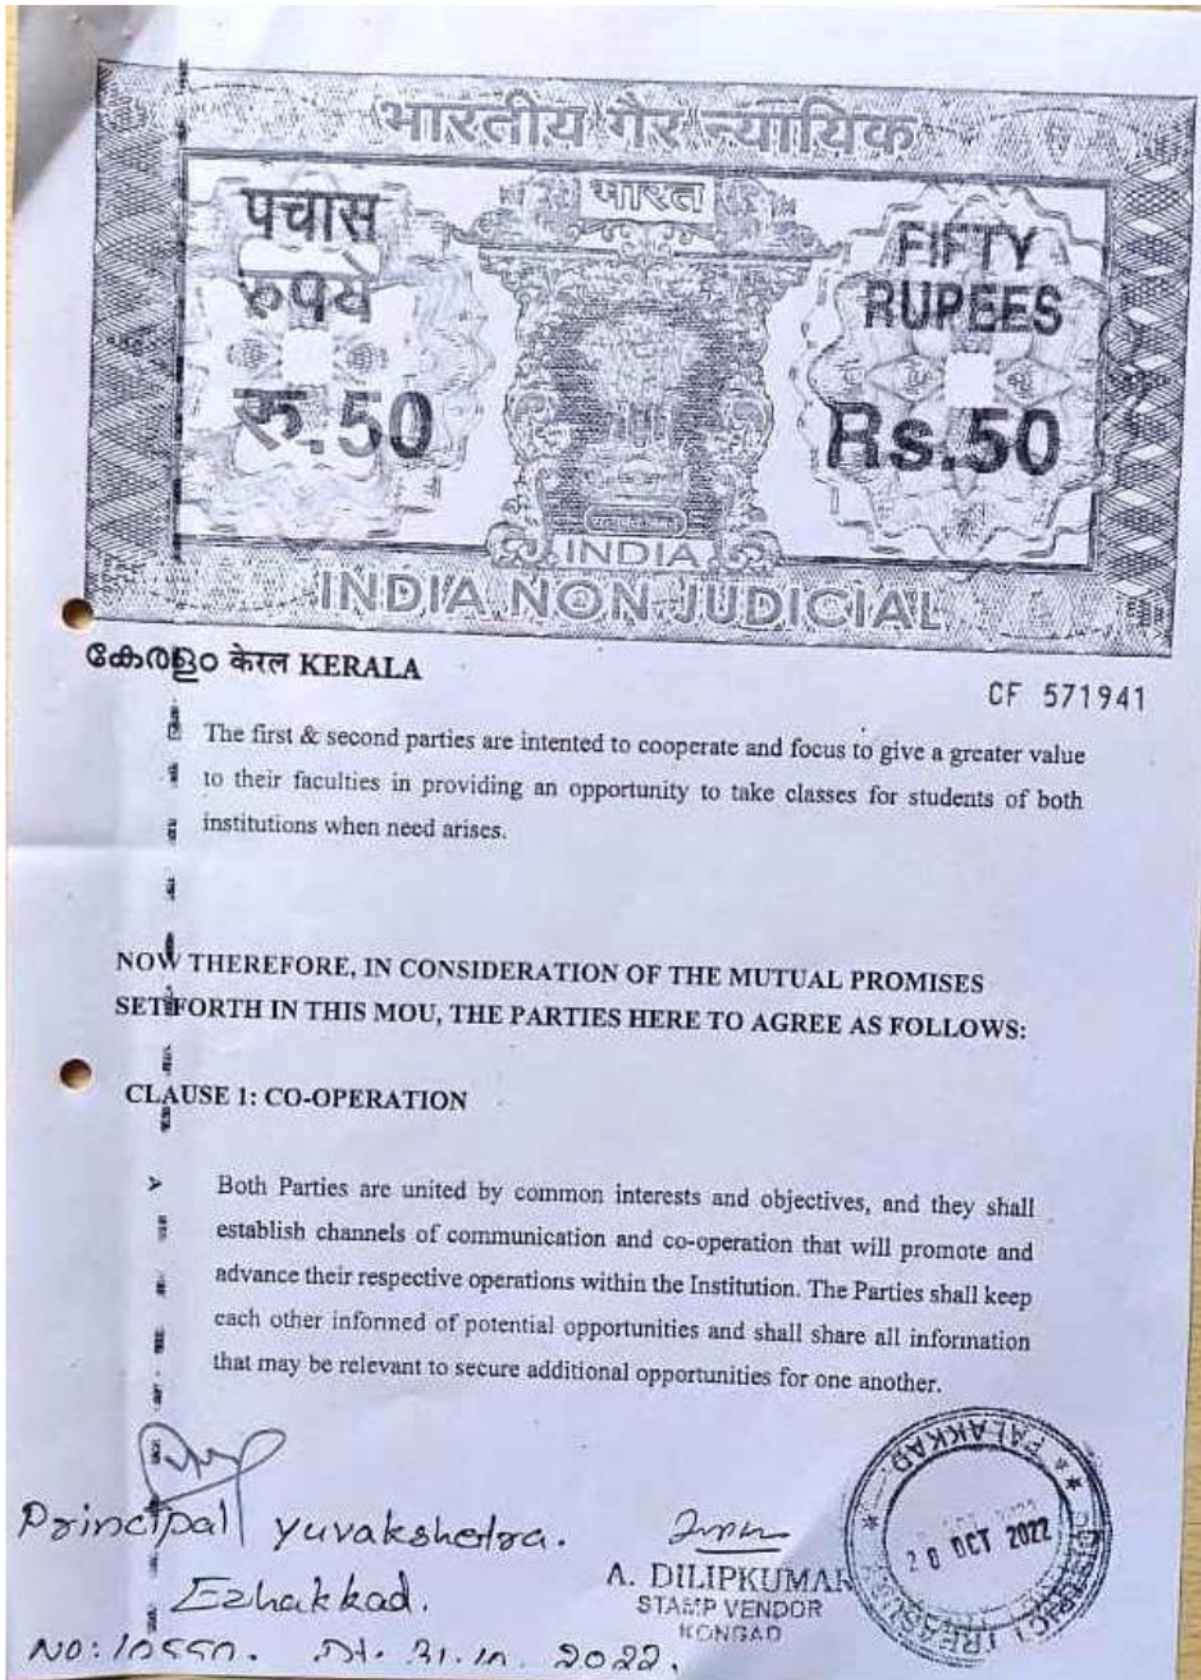 भारतीय गैर न्यायिक
भारत
पचास
रुपये
रु.50
FIFTY
RUPEES
Rs.50
INDIA
INDIA NON JUDICIAL
കേരളം केरल KERALA
CF 571941
The first & second parties are intented to cooperate and focus to give a greater value
to their faculties in providing an opportunity to take classes for students of both
institutions when need arises.
NOW THEREFORE, IN CONSIDERATION OF THE MUTUAL PROMISES
SET FORTH IN THIS MOU, THE PARTIES HERE TO AGREE AS FOLLOWS:
CLAUSE 1: CO-OPERATION
Both Parties are united by common interests and objectives, and they shall
establish channels of communication and co-operation that will promote and
advance their respective operations within the Institution. The Parties shall keep
each other informed of potential opportunities and shall share all information
that may be relevant to secure additional opportunities for one another.
Principal yuvakshetra.
Ezhakkad.
NO: 10550. Dt. 31.10. 2022.
A. DILIPKUMAR
STAMP VENDOR
KONGAD
PALAKKAD
DISTRICT TREASURY
OCT 2022